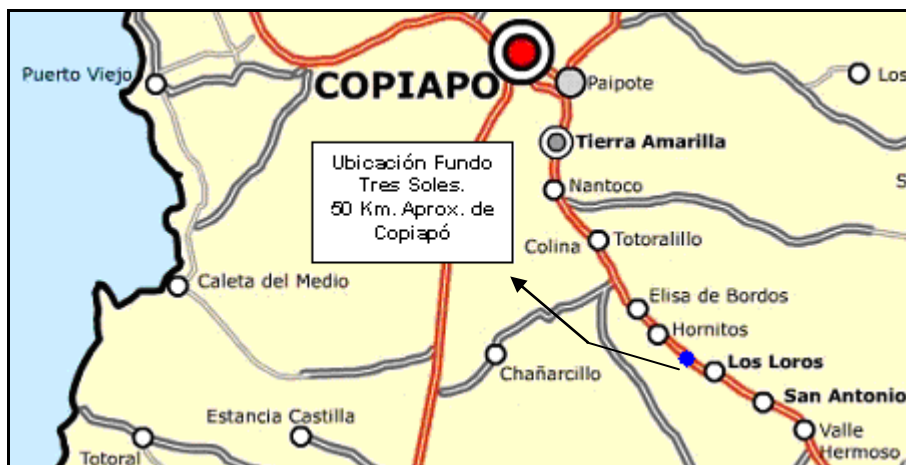 Puerto Viejo
COPIAPO
Paipote
Los
Tierra Amarilla
Ubicación Fundo
Tres Soles.
50 Km. Aprox. de
Copiapó
Nantoco
S
Colina
Totoralillo
Caleta del Medio
Elisa de Bordos
Hornitos
Chañarcillo
Los Loros
San Antonio
Estancia Castilla
Valle
Hermoso
Totoral